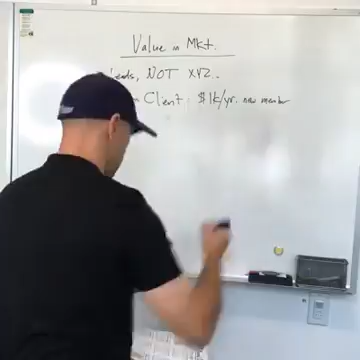 Value in Mkt.
Leads, NOT XYZ.
Client: $1k/yr. new member